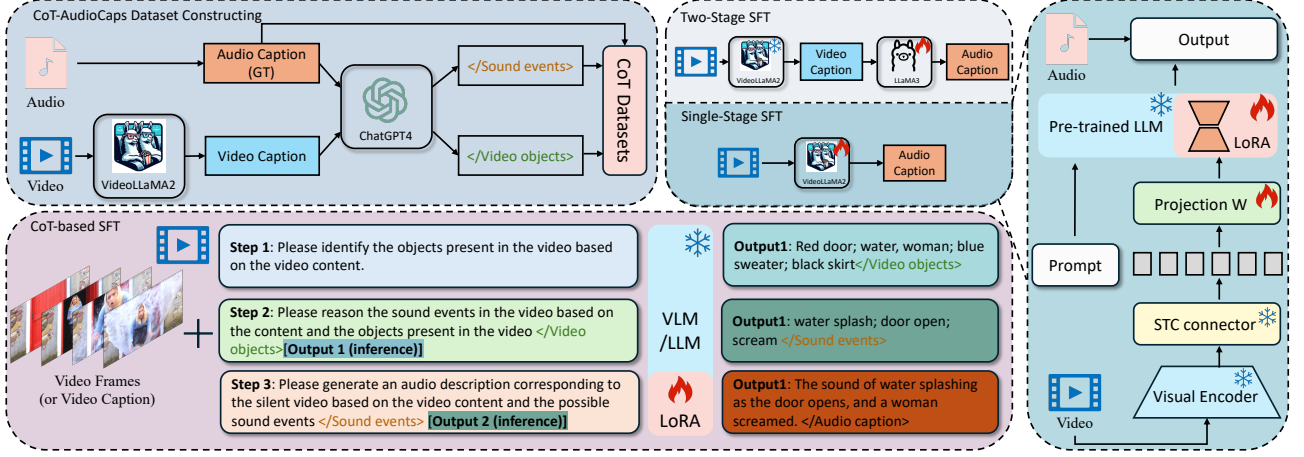 CoT-AudioCaps Dataset Constructing
Audio
Audio Caption
(GT)
Video
VideoLLaMA2
Video Caption
ChatGPT4
</Sound events>
</Video objects>
CoT Datasets
Two-Stage SFT
VideoLLaMA2
Video
Caption
LLaMA3
Audio
Caption
Single-Stage SFT
VideoLLaMA2
Audio
Caption
CoT-based SFT
Video Frames
(or Video Caption)
Step 1: Please identify the objects present in the video based
on the video content.
Step 2: Please reason the sound events in the video based on
the content and the objects present in the video </Video
objects>[Output 1 (inference)]
Step 3: Please generate an audio description corresponding to
the silent video based on the video content and the possible
sound events </Sound events> [Output 2 (inference)]
VLM
/LLM
LoRA
Output1: Red door; water, woman; blue
sweater; black skirt</Video objects>
Output1: water splash; door open;
scream </Sound events>
Output1: The sound of water splashing
as the door opens, and a woman
screamed. </Audio caption>
Audio
Output
Pre-trained LLM
LoRA
Projection W
Prompt
STC connector
Visual Encoder
Video